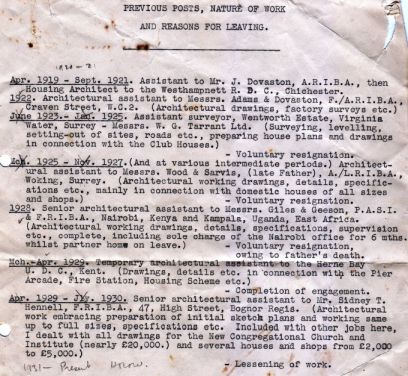 PREVIOUS POSTS, NATURE OF WORK
AND REASONS FOR LEAVING.
Apr. 1919 - Sept. 1921. Assistant to Mr. J. Dovaston, A.R.I.B.A., then
Housing Architect to the Westhampnett R. D. C., Chichester.
1922. Architectural assistant to Messrs. Adams & Dovaston, F./A.R.I.B.A.,
Craven Street, W.C.2. (Architectural drawings, factory surveys etc.)
June 1923. - Jan. 1925. Assistant surveyor, Wentworth Estate, Virginia
Water, Surrey - Messrs. W. G. Tarrant Ltd. (Surveying, levelling,
setting-out of sites, roads etc., preparing house plans and drawings
in connection with the Club Houses.)
- Voluntary resignation.
Mch. 1925 - Nov. 1927.(And at various intermediate periods.) Architect-
ural assistant to Messrs. Wood & Sarvis, (late Father), A./L.R.I.B.A.,
Woking, Surrey. (Architectural working drawings, details, specific-
ations etc., mainly in connection with domestic houses of all sizes
and shops.) - Voluntary resignation.
1928. Senior architectural assistant to Messrs. Giles & Geeson, P.A.S.I.
& F.R.I.B.A., Nairobi, Kenya and Kampala, Uganda, East Africa.
(Architectural working drawings, details, specifications, supervision
etc. complete, including sole charge of the Nairobi office for 6 mths.
whilst partner home on leave.) - Voluntary resignation,
owing to father's death.
Mch.- Apr. 1929. Temporary architectural assistant to the Herne Bay
U. D. C., Kent. (Drawings, details etc. in connection with the Pier
Arcade, Fire Station, Housing Scheme etc.)
- Completion of engagement.
Apr. 1929 - 1930. Senior architectural assistant to Mr. Sidney T.
Hennell, F.R.I.B.A., 47, High Street, Bognor Regis. (Architectural
work embracing preparation of initial sketch plans and working same
up to full sizes, specifications etc. Included with other jobs here,
I dealt with all drawings for the New Congregational Church and
Institute (nearly £20,000.) and several houses and shops from £2,000
to £5,000.)
- Lessening of work.
1931 - Present